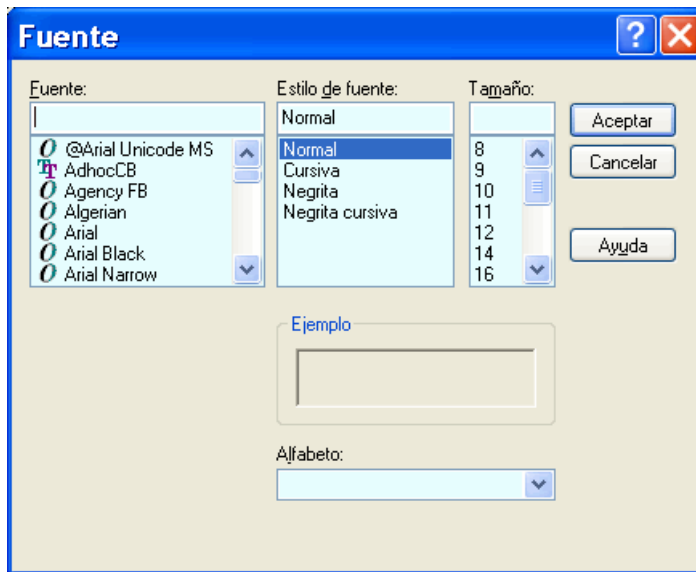 Fuente
Fuente:
Estilo de fuente:
Tamaño:
Normal
@Arial Unicode MS
AdhocCB
Agency FB
Algerian
Arial
Arial Black
Arial Narrow
Normal
Cursiva
Negrita
Negrita cursiva
8
9
10
11
12
14
16
Aceptar
Cancelar
Ayuda
Ejemplo
Alfabeto: